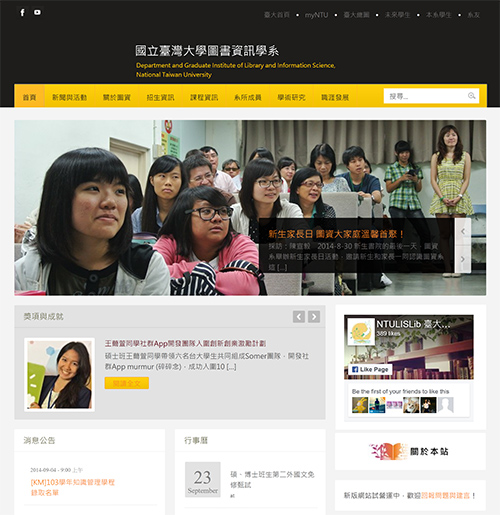 臺大首頁 • myNTU • 臺大總圖 • 未來學生 • 本系學生 • 系友
國立臺灣大學圖書資訊學系
Department and Graduate Institute of Library and Information Science,
National Taiwan University
首頁 新聞與活動 關於圖資 招生資訊 課程資訊 系所成員 學術研究 職涯發展
搜尋...
新生家長日 圖資大家庭溫馨首聚！
2014-8-30 新生書院的最後一天，圖資
系舉辦新生家長日活動，邀請新生和家長一同認識圖資系
[...]
獎項與成就
王贈萱同學社群App開發團隊入圍創新創業激勵計劃
碩士班王贈萱同學帶領六名台大學生共同組成Somer團隊，開發社
群App murmur (碎碎念)，成功入圍10 [...]
閱讀全文
NTULISLib 臺大...
389 likes
Like Page
Be the first of your friends to like this
關於本站
消息公告
2014-09-04 - 9:00 上午
[KM]103學年知識管理學程
錄取名單
行事曆
23
September
碩、博士班生第二外國文免
修甄試
at
新版網站試營運中，歡迎回報問題與建言！